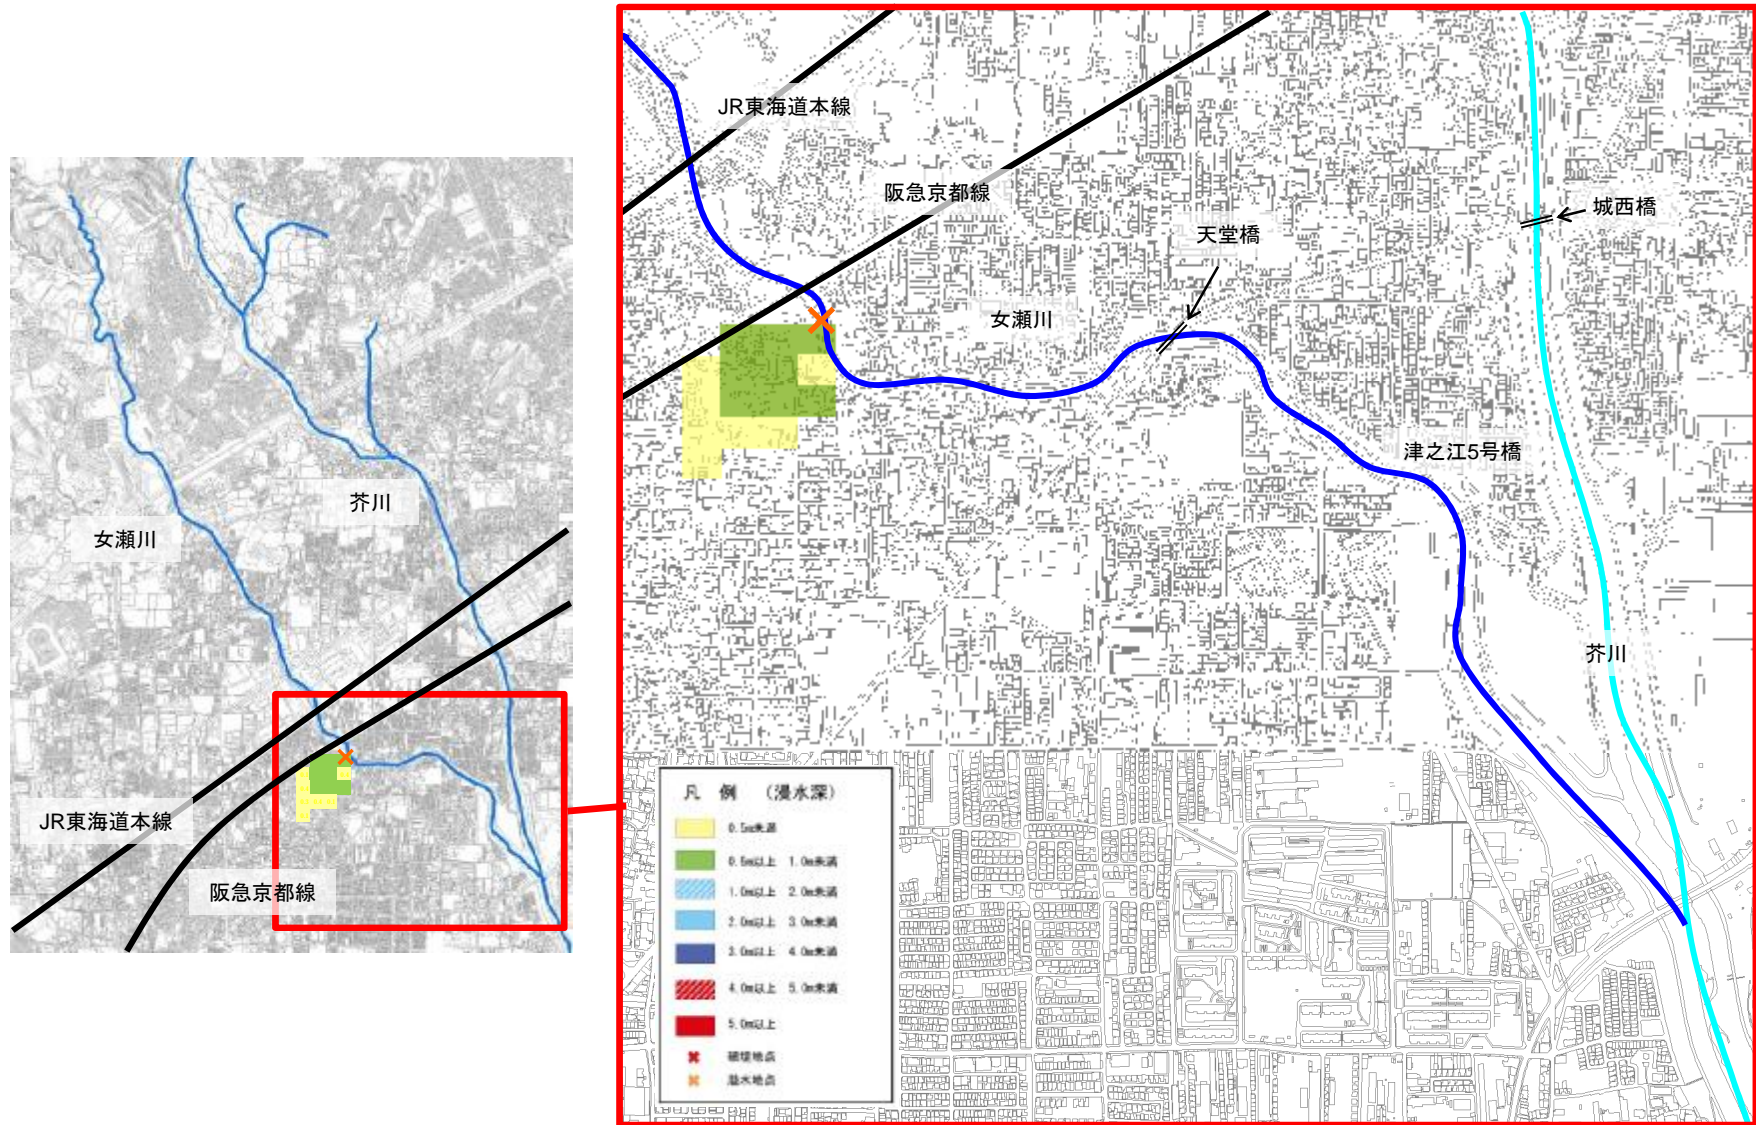 女瀬川
芥川
JR東海道本線
阪急京都線
JR東海道本線
阪急京都線
城西橋
天堂橋
女瀬川
津之江5号橋
芥川
凡 例 (浸水深)
0.5m未満
0.5m以上 1.0m未満
1.0m以上 2.0m未満
2.0m以上 3.0m未満
3.0m以上 4.0m未満
4.0m以上 5.0m未満
5.0m以上
破堤地点
溢水地点